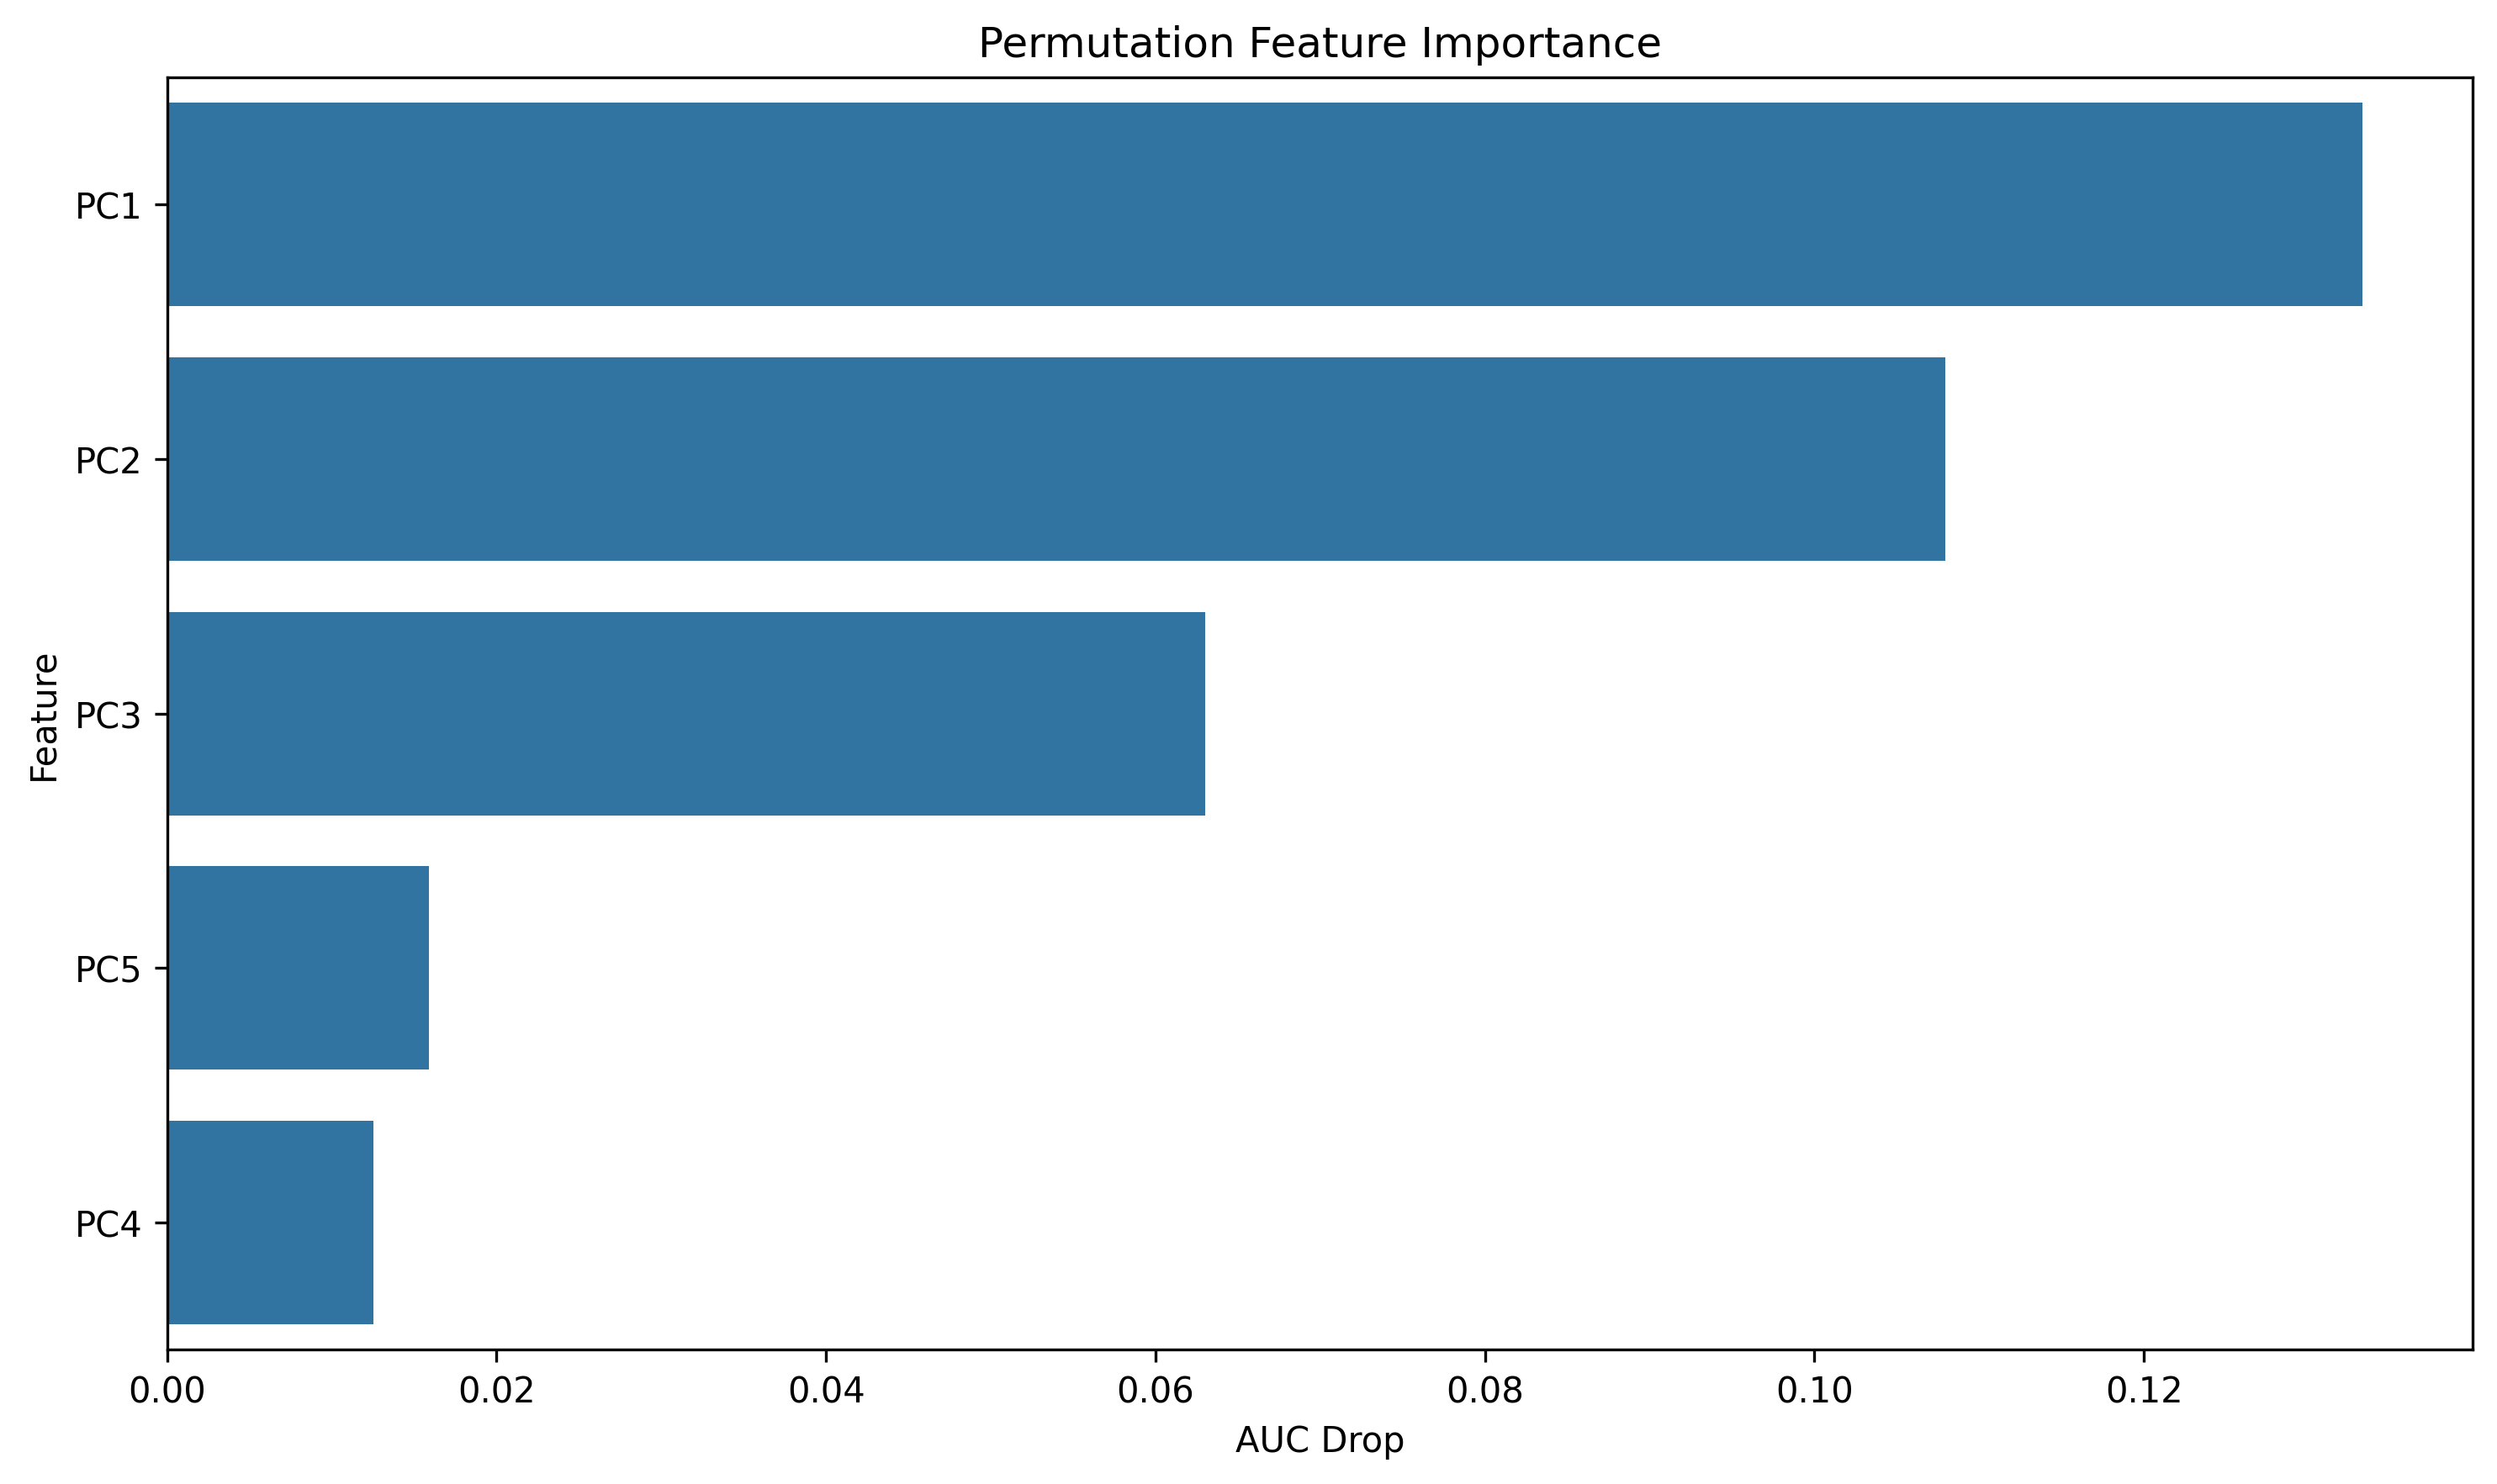 Permutation Feature Importance
Feature
PC1
PC2
PC3
PC5
PC4
0.00 0.02 0.04 0.06 0.08 0.10 0.12
AUC Drop